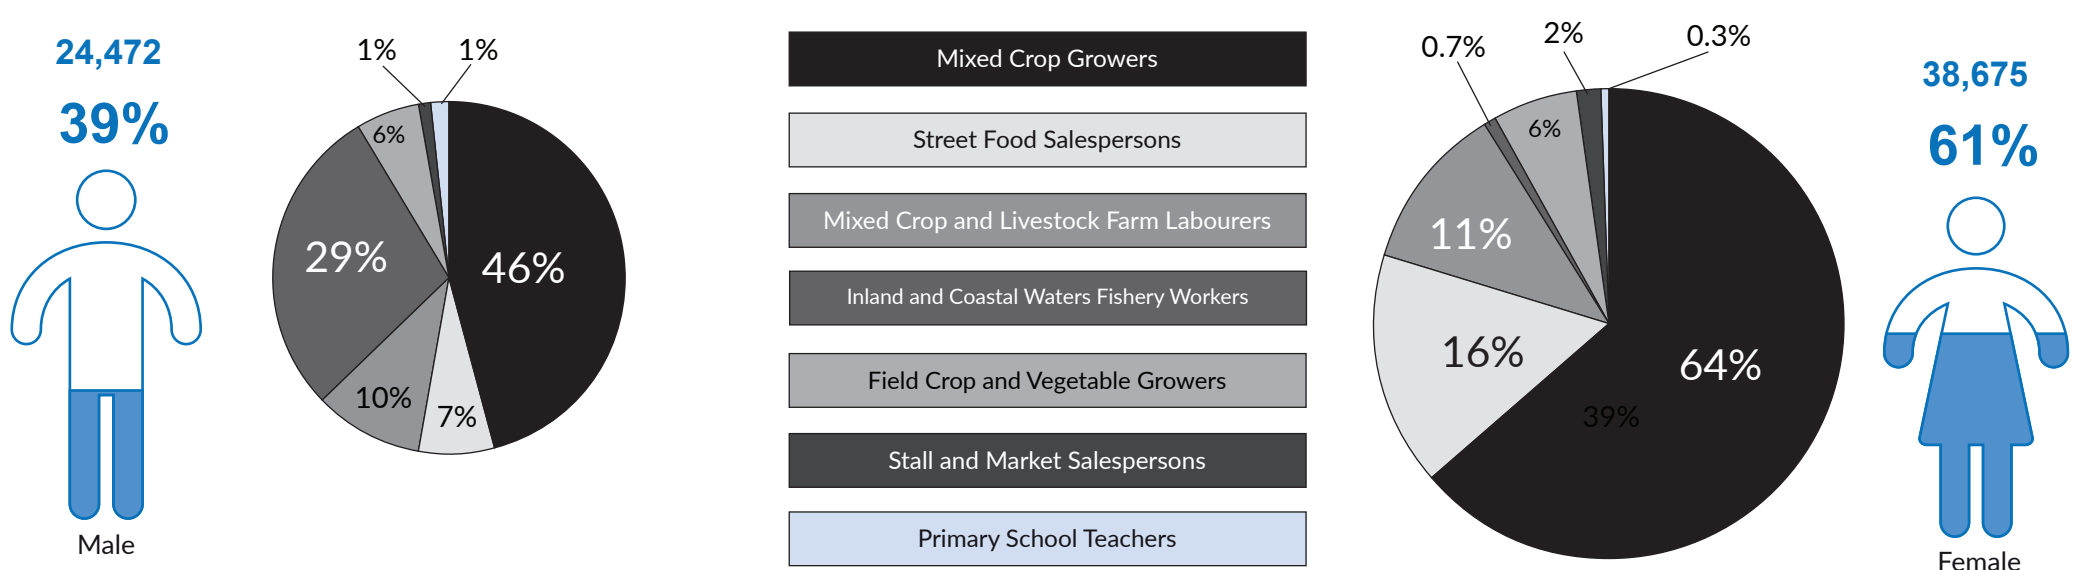 24,472
39%
Male
1%
1%
6%
29%
46%
10%
7%
Mixed Crop Growers
Street Food Salespersons
Mixed Crop and Livestock Farm Labourers
Inland and Coastal Waters Fishery Workers
Field Crop and Vegetable Growers
Stall and Market Salespersons
Primary School Teachers
0.7%
2%
0.3%
6%
11%
16%
64%
39%
38,675
61%
Female